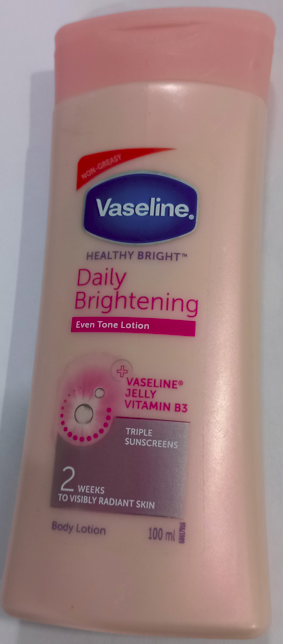 NON-GREASY
Vaseline.
HEALTHY BRIGHT™
Daily
Brightening
Even Tone Lotion
VASELINE®
JELLY
VITAMIN B3
TRIPLE
SUNSCREENS
2 WEEKS
TO VISIBLY RADIANT SKIN
Body Lotion
100 ml